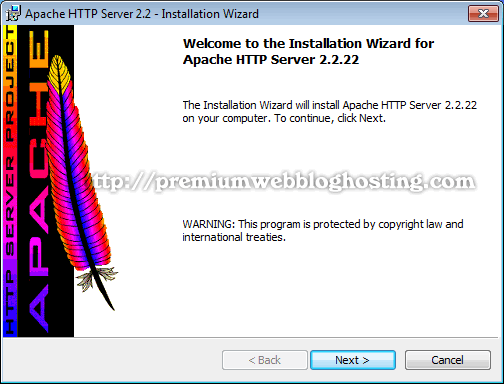 Apache HTTP Server 2.2 - Installation Wizard
HTTP SERVER PROJECT
APACHE
Welcome to the Installation Wizard for
Apache HTTP Server 2.2.22
The Installation Wizard will install Apache HTTP Server 2.2.22
on your computer. To continue, click Next.
http://premiumwebbloghosting.com
WARNING: This program is protected by copyright law and
international treaties.
< Back
Next >
Cancel